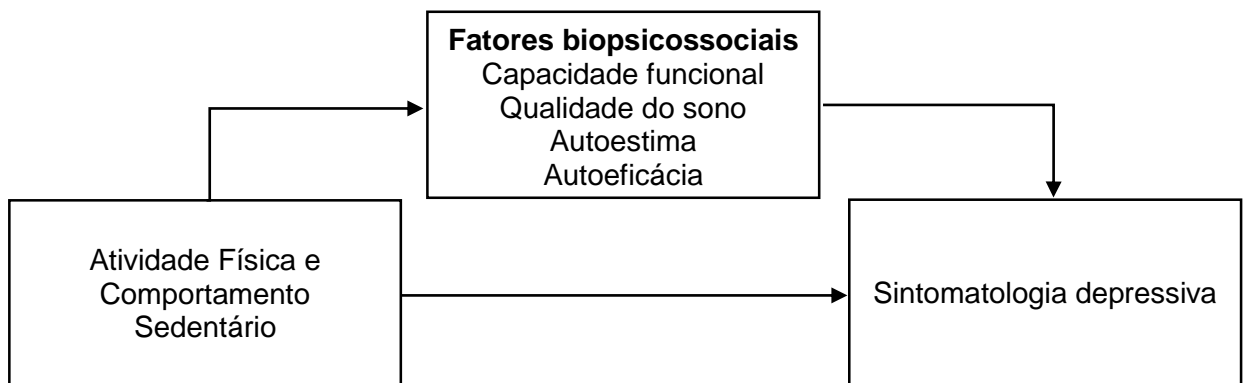 Fatores biopsicossociais
Capacidade funcional
Qualidade do sono
Autoestima
Autoeficácia
Atividade Física e
Comportamento
Sedentário
Sintomatologia depressiva